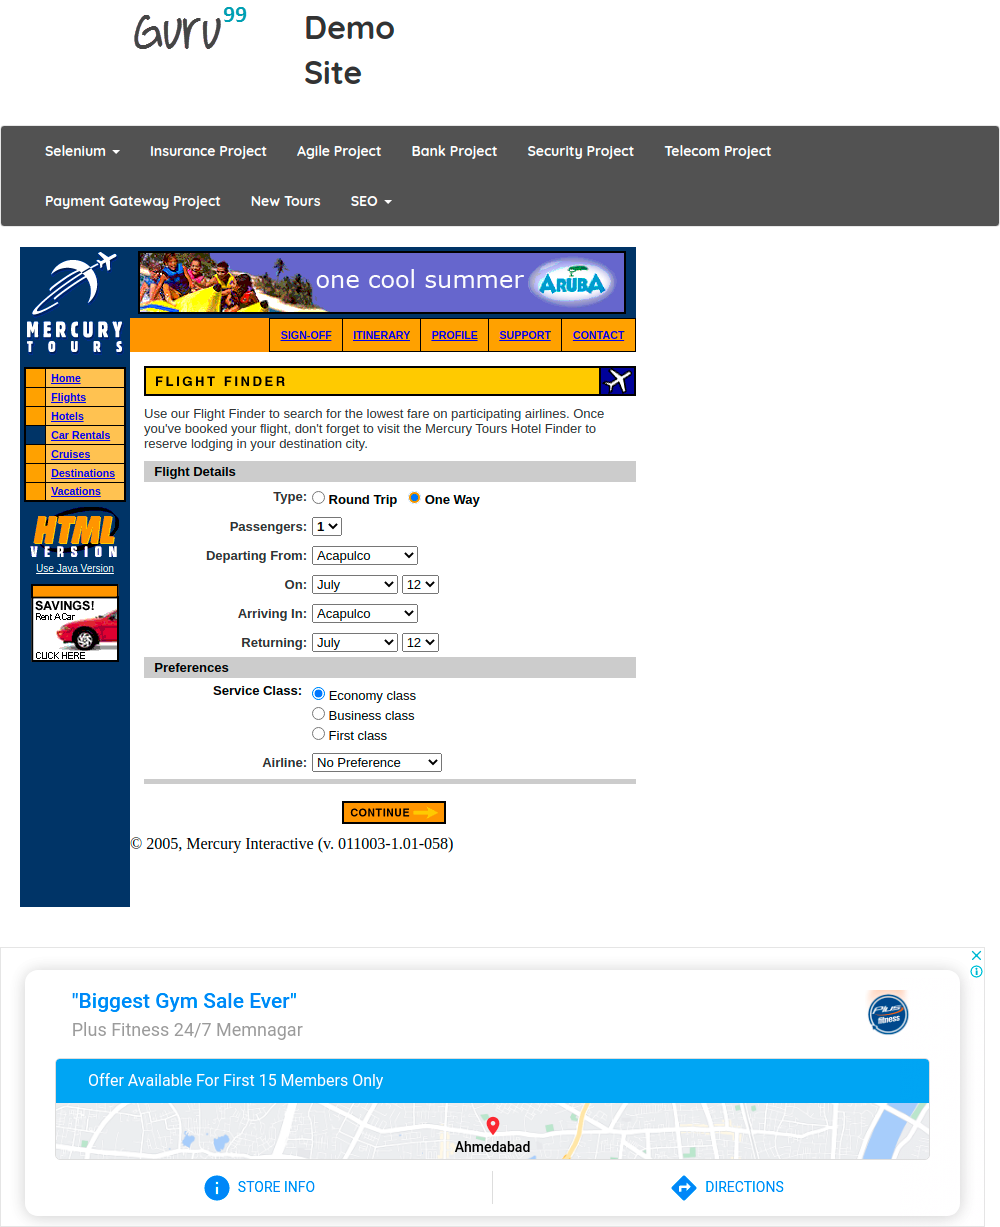 Guru99
Demo
Site
Selenium
Insurance Project
Agile Project
Bank Project
Security Project
Telecom Project
Payment Gateway Project
New Tours
SEO
MERCURY
TOURS
one cool summer
ARUBA
SIGN-OFF
ITINERARY
PROFILE
SUPPORT
CONTACT
Home
Flights
Hotels
Car Rentals
Cruises
Destinations
Vacations
HTML
VERSION
Use Java Version
SAVINGS!
Rent A Car
CLICK HERE
FLIGHT FINDER
Use our Flight Finder to search for the lowest fare on participating airlines. Once
you've booked your flight, don't forget to visit the Mercury Tours Hotel Finder to
reserve lodging in your destination city.
Flight Details
Type: Round Trip One Way
Passengers: 1
Departing From: Acapulco
On: July 12
Arriving In: Acapulco
Returning: July 12
Preferences
Service Class: Economy class
Business class
First class
Airline: No Preference
CONTINUE
© 2005, Mercury Interactive (v. 011003-1.01-058)
"Biggest Gym Sale Ever"
Plus Fitness 24/7 Memnagar
Plus
fitness
Offer Available For First 15 Members Only
Ahmedabad
STORE INFO
DIRECTIONS